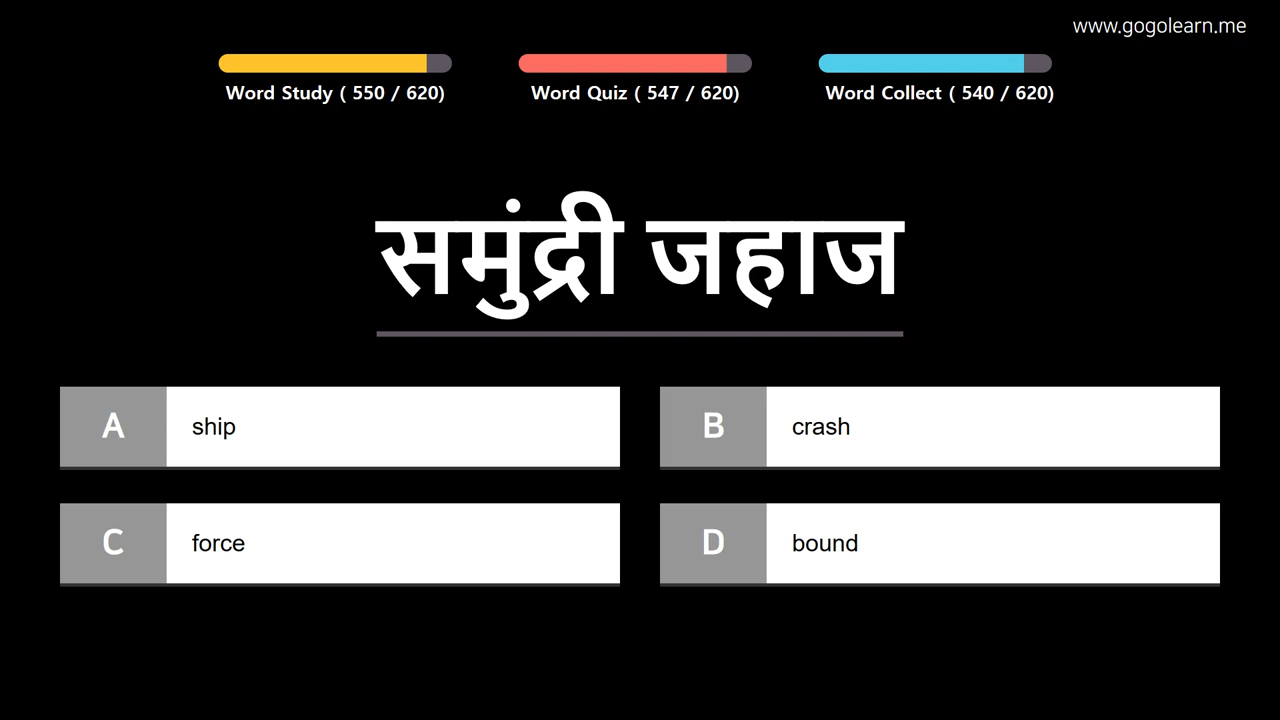 www.gogolearn.me
Word Study ( 550 / 620)
Word Quiz ( 547 / 620)
Word Collect ( 540 / 620)
समुंद्री जहाज
A ship
B crash
C force
D bound